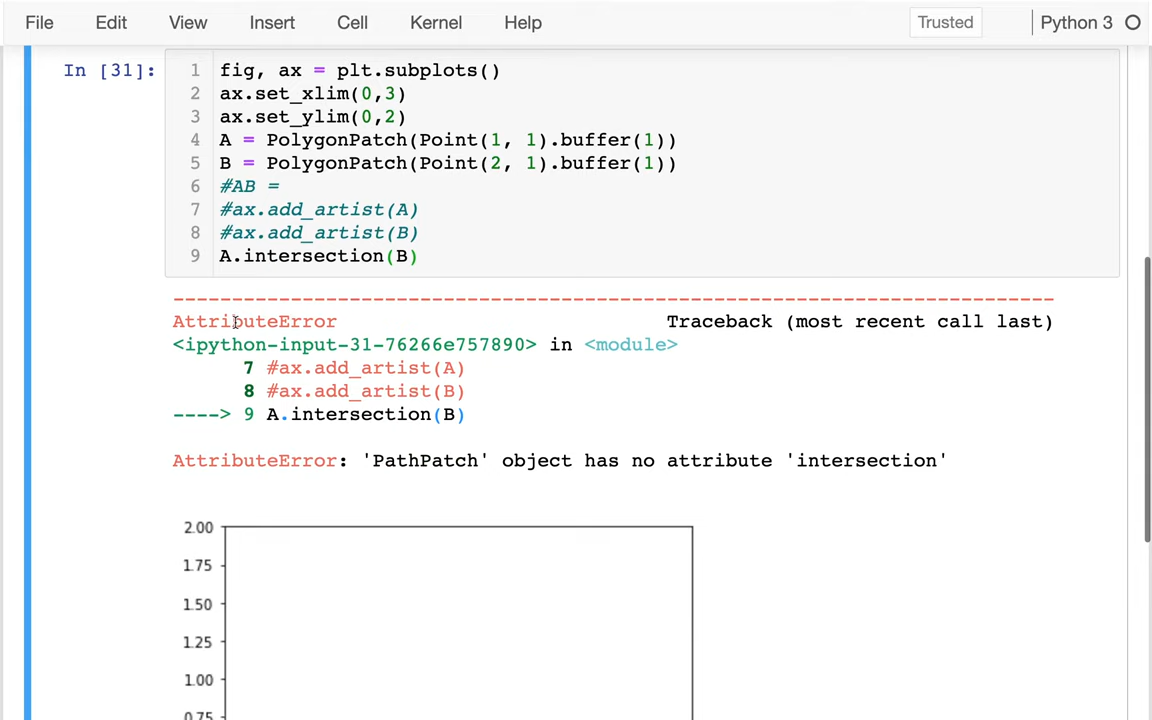 File Edit View Insert Cell Kernel Help Trusted Python 3
In [31]:
1 fig, ax = plt.subplots()
2 ax.set_xlim(0,3)
3 ax.set_ylim(0,2)
4 A = PolygonPatch(Point(1, 1).buffer(1))
5 B = PolygonPatch(Point(2, 1).buffer(1))
6 #AB =
7 #ax.add_artist(A)
8 #ax.add_artist(B)
9 A.intersection(B)
---------------------------------------------------------------------------
AttributeError Traceback (most recent call last)
<ipython-input-31-76266e757890> in <module>
7 #ax.add_artist(A)
8 #ax.add_artist(B)
----> 9 A.intersection(B)
AttributeError: 'PathPatch' object has no attribute 'intersection'
2.00
1.75
1.50
1.25
1.00
0.75